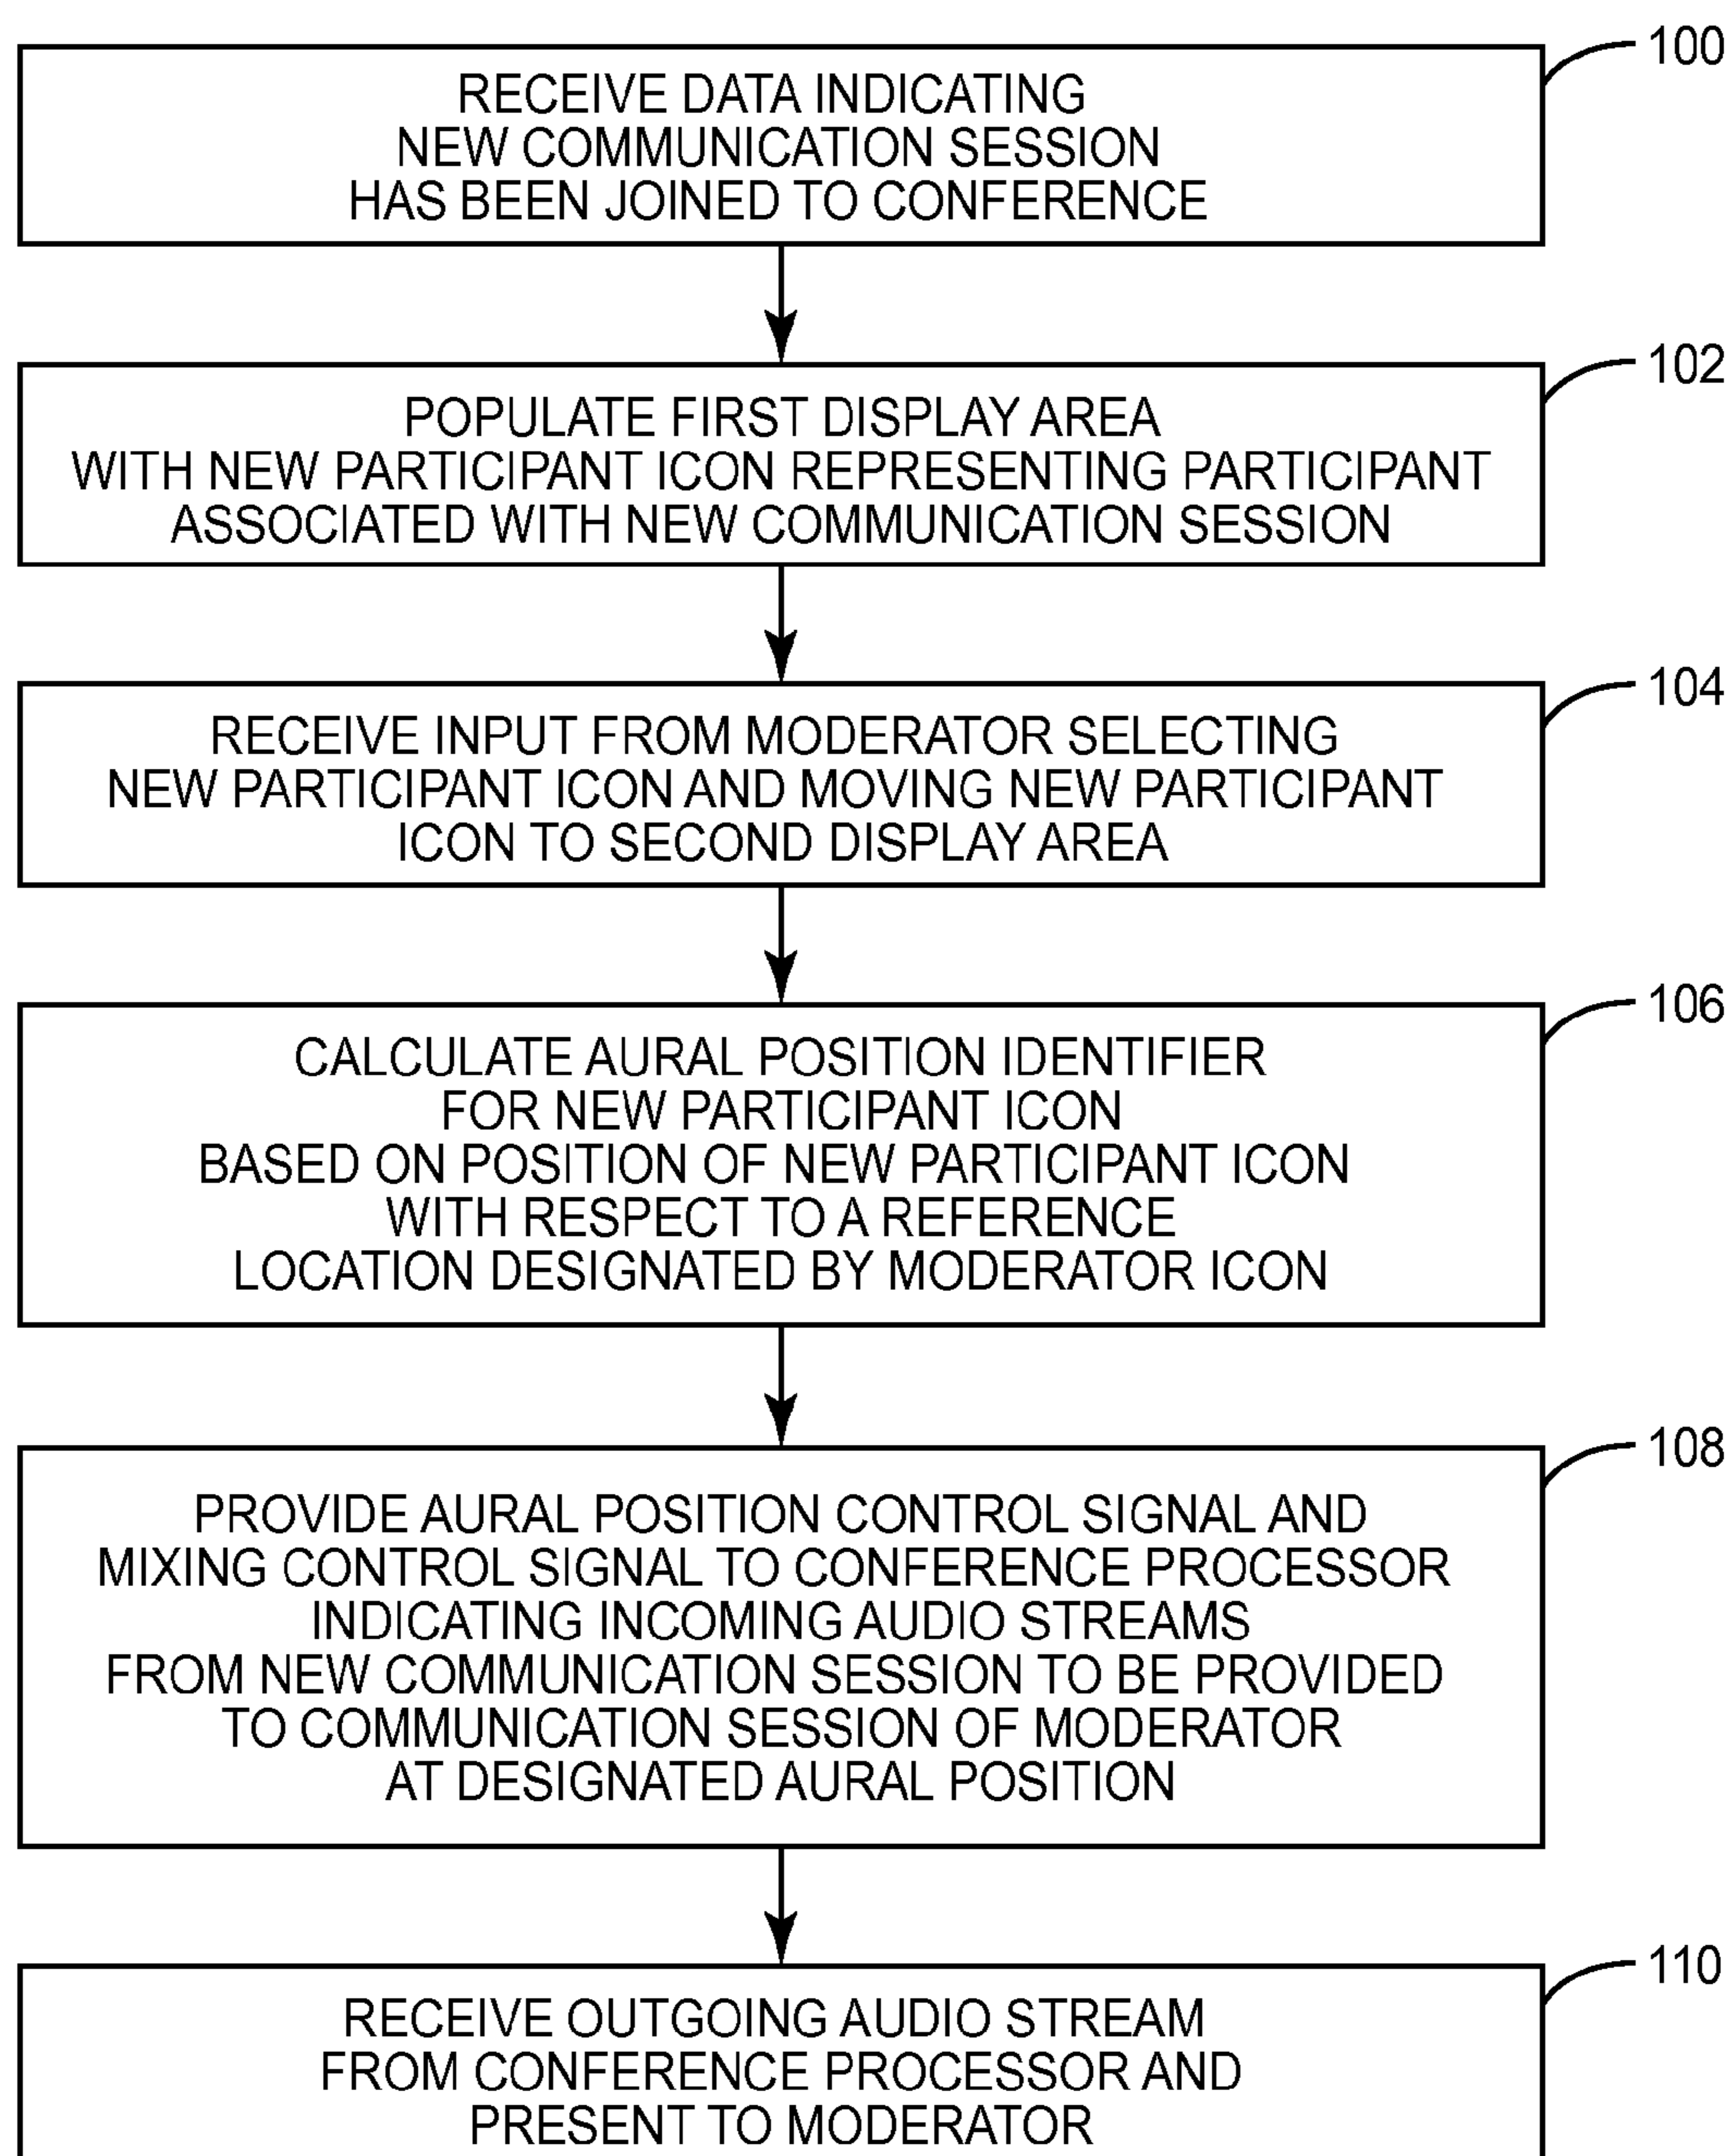 100
RECEIVE DATA INDICATING
NEW COMMUNICATION SESSION
HAS BEEN JOINED TO CONFERENCE
102
POPULATE FIRST DISPLAY AREA
WITH NEW PARTICIPANT ICON REPRESENTING PARTICIPANT
ASSOCIATED WITH NEW COMMUNICATION SESSION
104
RECEIVE INPUT FROM MODERATOR SELECTING
NEW PARTICIPANT ICON AND MOVING NEW PARTICIPANT
ICON TO SECOND DISPLAY AREA
106
CALCULATE AURAL POSITION IDENTIFIER
FOR NEW PARTICIPANT ICON
BASED ON POSITION OF NEW PARTICIPANT ICON
WITH RESPECT TO A REFERENCE
LOCATION DESIGNATED BY MODERATOR ICON
108
PROVIDE AURAL POSITION CONTROL SIGNAL AND
MIXING CONTROL SIGNAL TO CONFERENCE PROCESSOR
INDICATING INCOMING AUDIO STREAMS
FROM NEW COMMUNICATION SESSION TO BE PROVIDED
TO COMMUNICATION SESSION OF MODERATOR
AT DESIGNATED AURAL POSITION
110
RECEIVE OUTGOING AUDIO STREAM
FROM CONFERENCE PROCESSOR AND
PRESENT TO MODERATOR